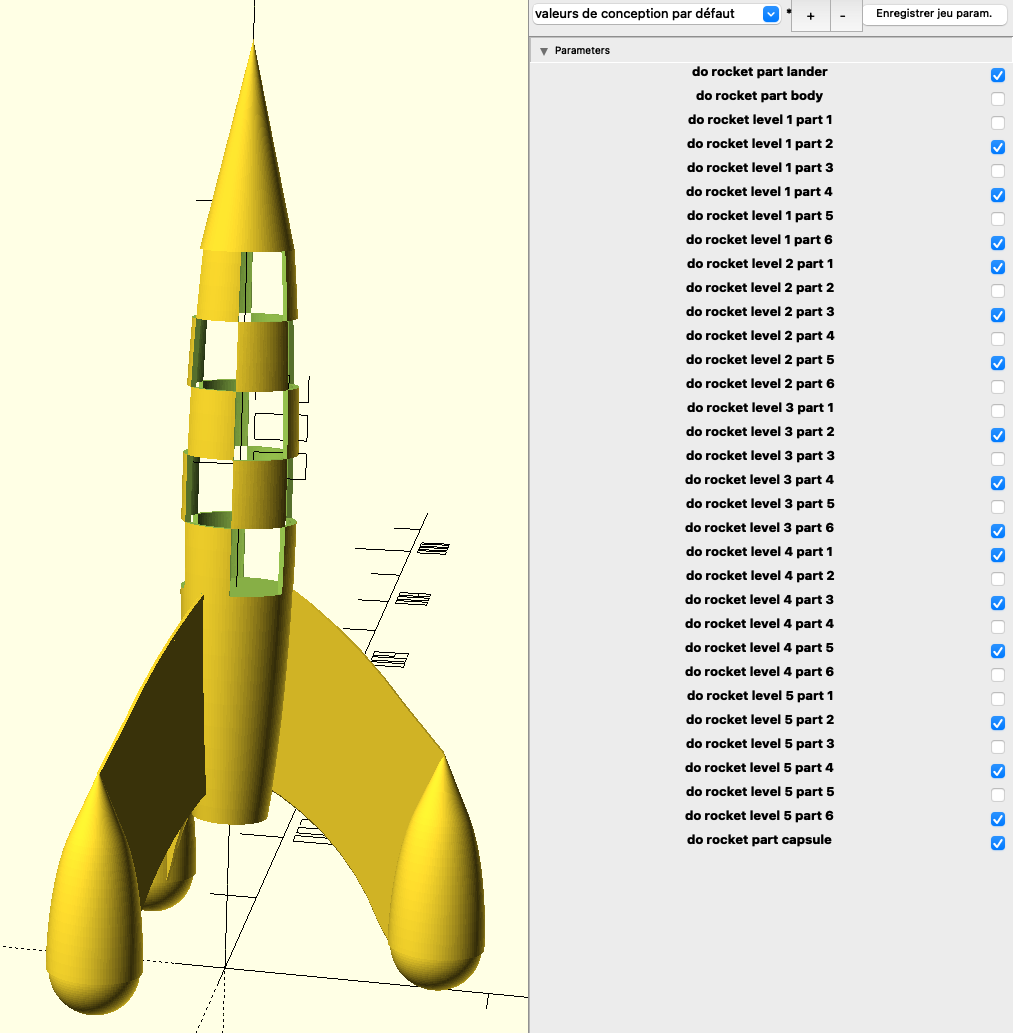 valeurs de conception par défaut
*
+
-
Enregistrer jeu param.
Parameters
do rocket part lander
do rocket part body
do rocket level 1 part 1
do rocket level 1 part 2
do rocket level 1 part 3
do rocket level 1 part 4
do rocket level 1 part 5
do rocket level 1 part 6
do rocket level 2 part 1
do rocket level 2 part 2
do rocket level 2 part 3
do rocket level 2 part 4
do rocket level 2 part 5
do rocket level 2 part 6
do rocket level 3 part 1
do rocket level 3 part 2
do rocket level 3 part 3
do rocket level 3 part 4
do rocket level 3 part 5
do rocket level 3 part 6
do rocket level 4 part 1
do rocket level 4 part 2
do rocket level 4 part 3
do rocket level 4 part 4
do rocket level 4 part 5
do rocket level 4 part 6
do rocket level 5 part 1
do rocket level 5 part 2
do rocket level 5 part 3
do rocket level 5 part 4
do rocket level 5 part 5
do rocket level 5 part 6
do rocket part capsule